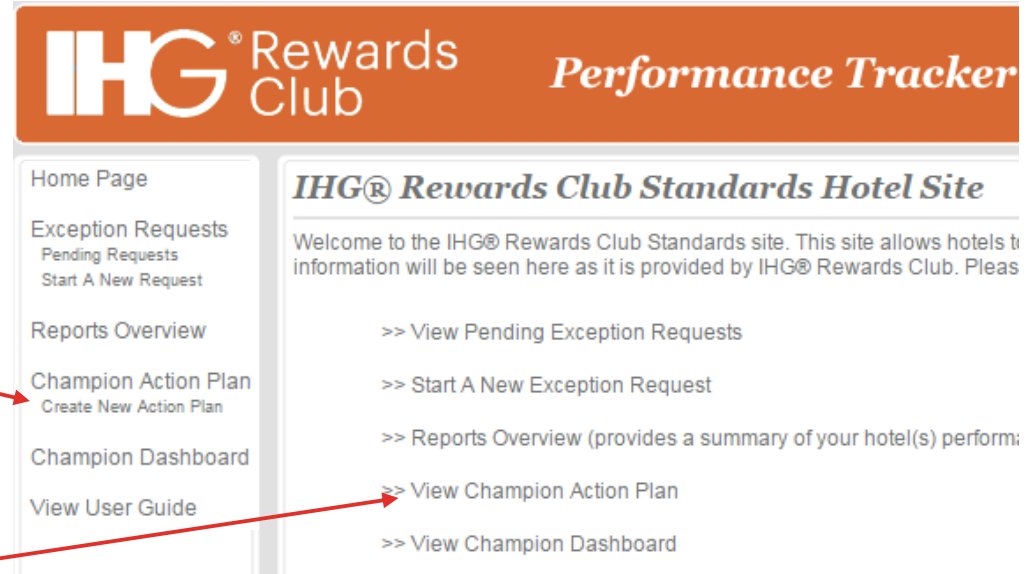 IHG® Rewards Club
Performance Tracker
Home Page
Exception Requests
Pending Requests
Start A New Request
Reports Overview
Champion Action Plan
Create New Action Plan
Champion Dashboard
View User Guide
IHG® Rewards Club Standards Hotel Site
Welcome to the IHG® Rewards Club Standards site. This site allows hotels
information will be seen here as it is provided by IHG® Rewards Club.
>> View Pending Exception Requests
>> Start A New Exception Request
>> Reports Overview (provides a summary of your hotel(s)
>> View Champion Action Plan
>> View Champion Dashboard